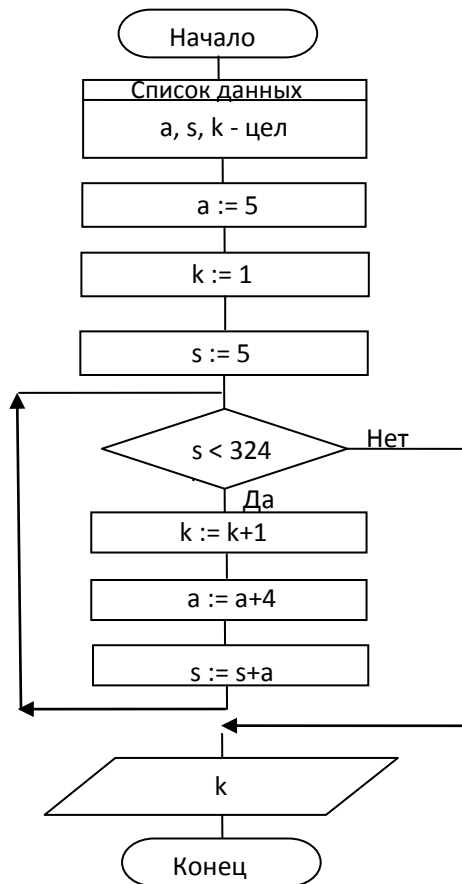 Начало
Список данных
a, s, k - цел
a := 5
k := 1
s := 5
s < 324
Нет
Да
k := k+1
a := a+4
s := s+a
k
Конец